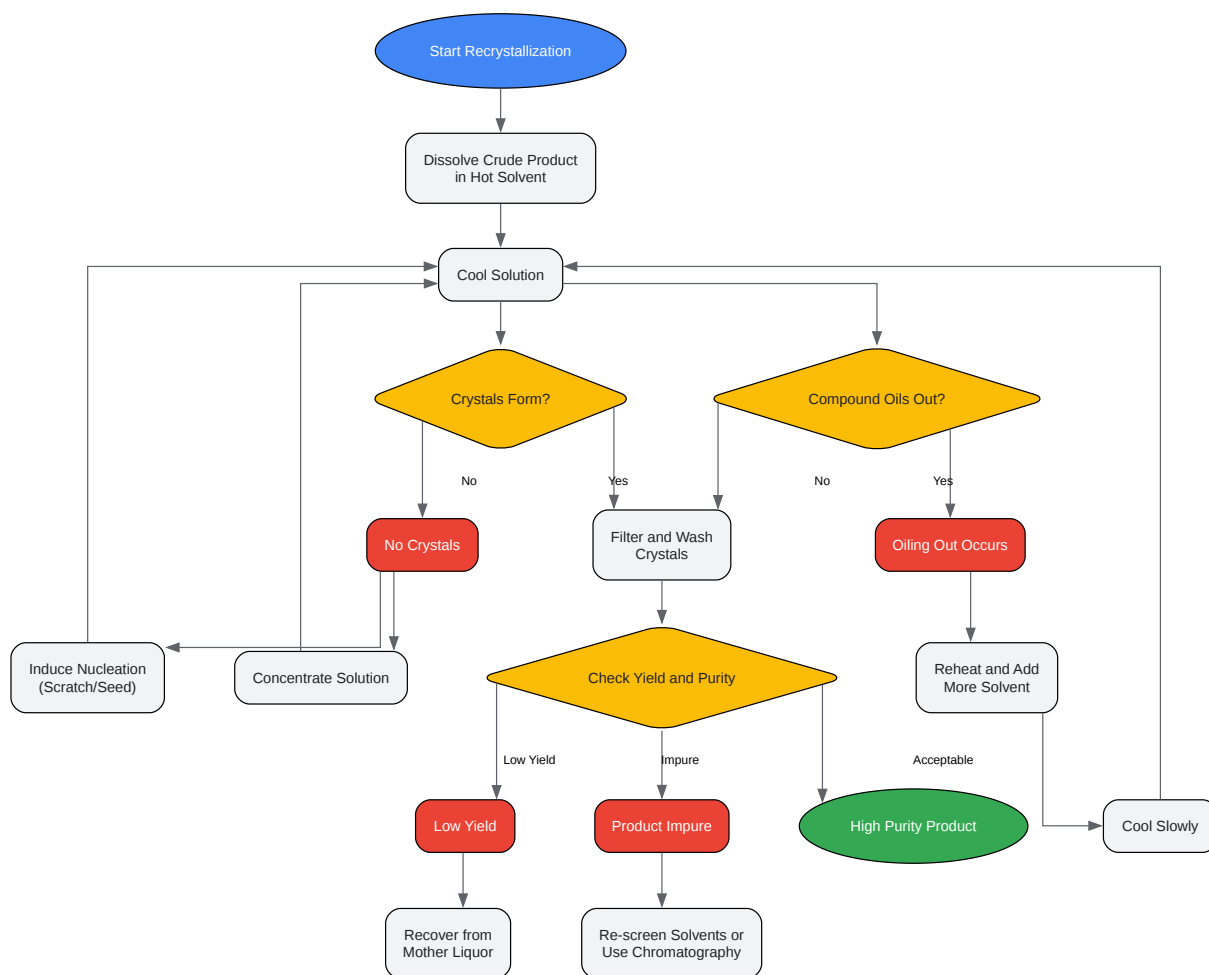 Start Recrystallization
Dissolve Crude Product
in Hot Solvent
Cool Solution
Crystals Form?
Compound Oils Out?
No
Yes
No
Yes
No Crystals
Filter and Wash
Crystals
Oiling Out Occurs
Induce Nucleation
(Scratch/Seed)
Concentrate Solution
Check Yield and Purity
Reheat and Add
More Solvent
Low Yield
Impure
Acceptable
Low Yield
Product Impure
High Purity Product
Cool Slowly
Recover from
Mother Liquor
Re-screen Solvents or
Use Chromatography